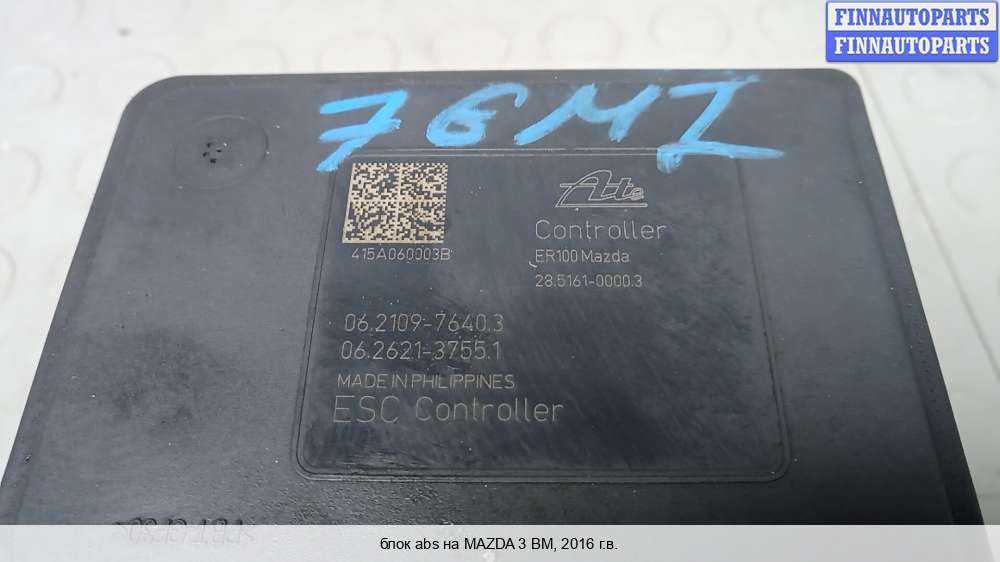 FINNAUTOPARTS
FINNAUTOPARTS
7GMZ
Ate
415A060003B
Controller
ER100 Mazda
28.5161-0000.3
06.2109-7640.3
06.2621-3755.1
MADE IN PHILIPPINES
ESC Controller
блок abs на MAZDA 3 BM, 2016 г.в.